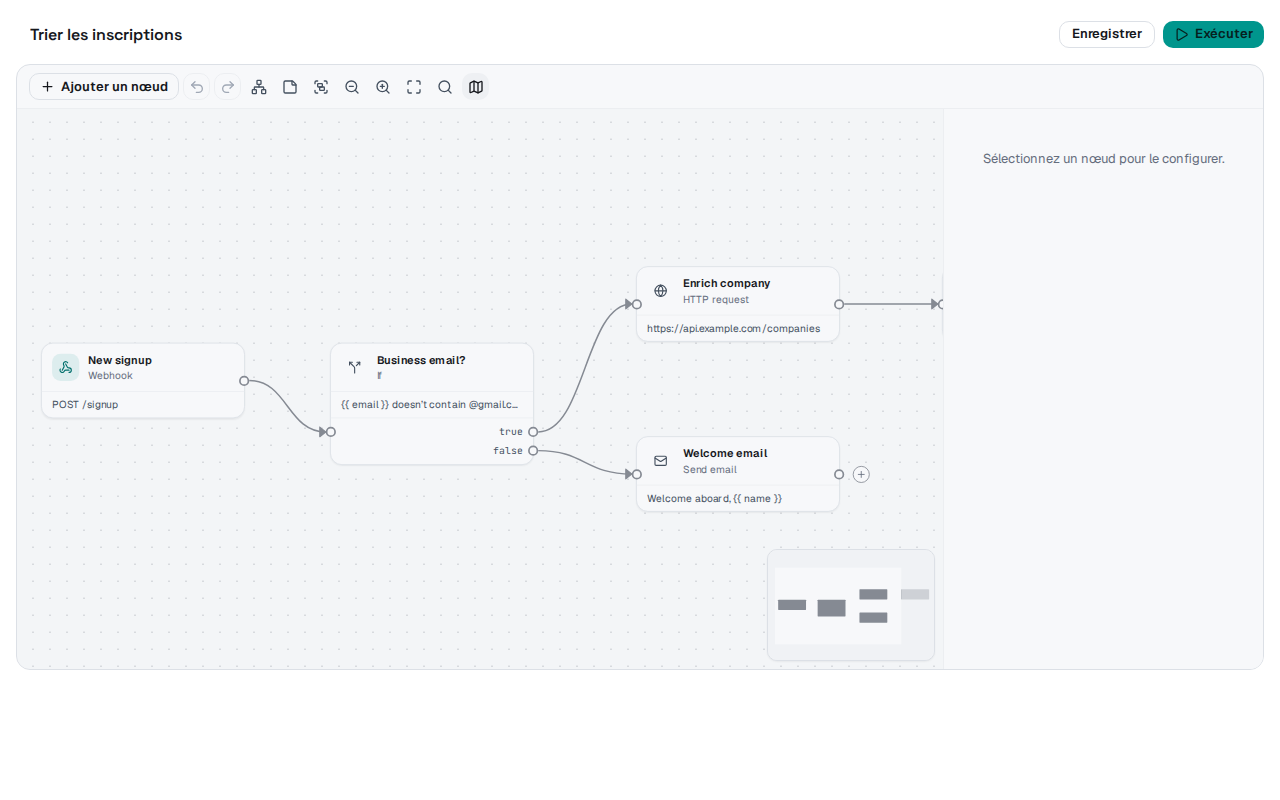 Trier les inscriptions
Enregistrer
Exécuter
Ajouter un nœud
Sélectionnez un nœud pour le configurer.
Enrich company
HTTP request
https://api.example.com/companies
New signup
Webhook
POST /signup
Business email?
If
{{ email }} doesn't contain @gmail.c…
true
false
Welcome email
Send email
Welcome aboard, {{ name }}